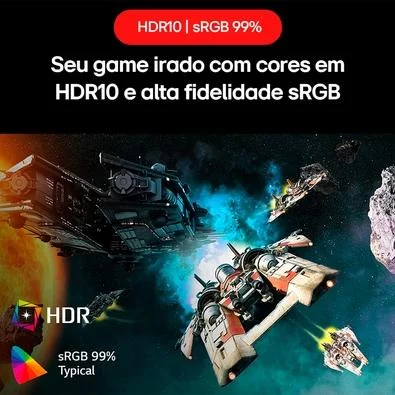 HDR10 | sRGB 99%
Seu game irado com cores em
HDR10 e alta fidelidade sRGB
HDR
sRGB 99%
Typical